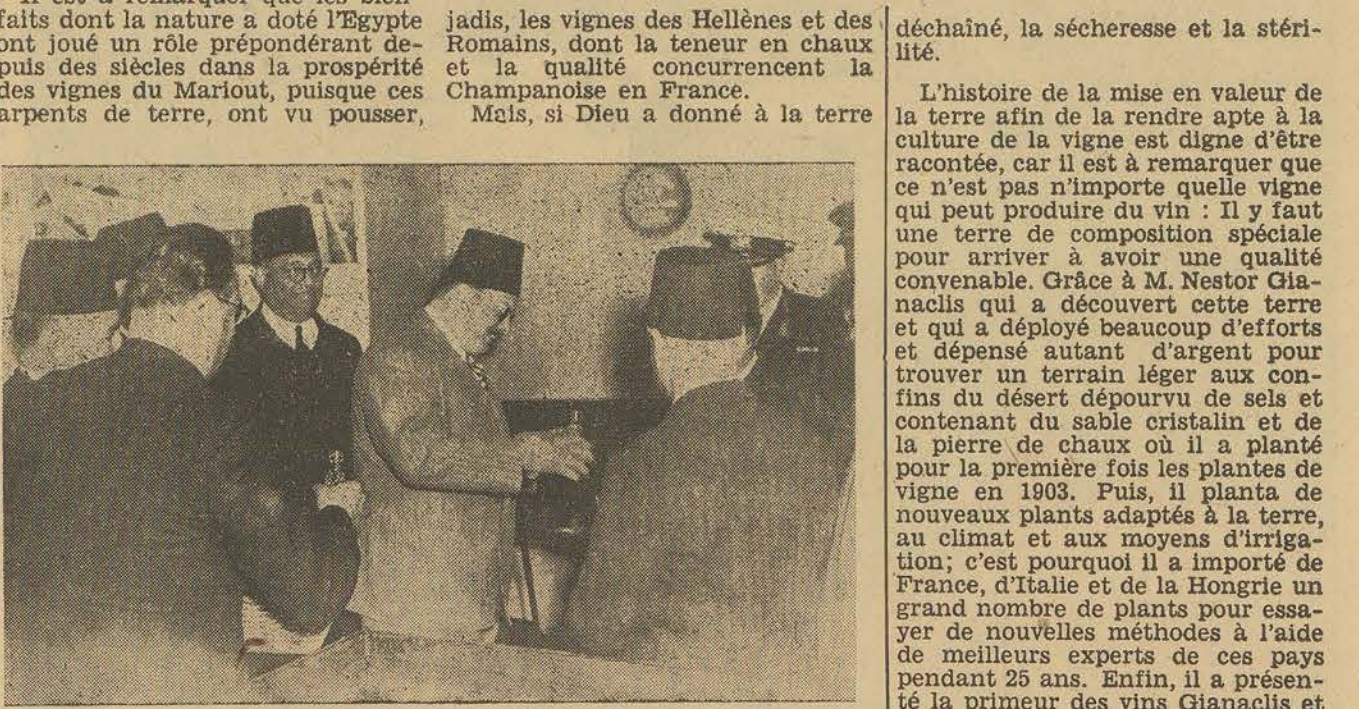 faits dont la nature a doté l'Egypte
ont joué un rôle prépondérant de-
puis des siècles dans la prospérité
des vignes du Mariout, puisque ces
arpents de terre, ont vu pousser,
jadis, les vignes des Hellènes et des
Romains, dont la teneur en chaux
et la qualité concurrencent la
Champanoise en France.
Mais, si Dieu a donné à la terre
déchaîné, la sécheresse et la stéri-
lité.
L'histoire de la mise en valeur de
la terre afin de la rendre apte à la
culture de la vigne est digne d'être
racontée, car il est à remarquer que
ce n'est pas n'importe quelle vigne
qui peut produire du vin : Il y faut
une terre de composition spéciale
pour arriver à avoir une qualité
convenable. Grâce à M. Nestor Gia-
naclis qui a découvert cette terre
et qui a déployé beaucoup d'efforts
et dépensé autant d'argent pour
trouver un terrain léger aux con-
fins du désert dépourvu de sels et
contenant du sable cristalin et de
la pierre de chaux où il a planté
pour la première fois les plantes de
vigne en 1903. Puis, il planta de
nouveaux plants adaptés à la terre,
au climat et aux moyens d'irriga-
tion; c'est pourquoi il a importé de
France, d'Italie et de la Hongrie un
grand nombre de plants pour essa-
yer de nouvelles méthodes à l'aide
de meilleurs experts de ces pays
pendant 25 ans. Enfin, il a présen-
té la primeur des vins Gianaclis et